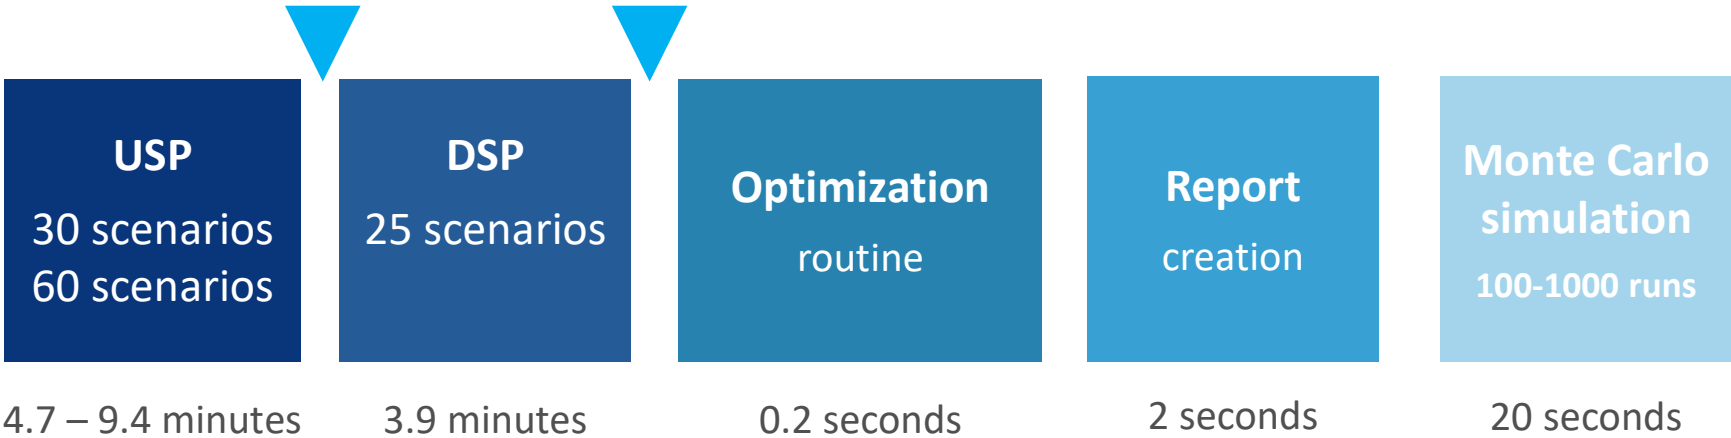 USP
30 scenarios
60 scenarios
4.7 – 9.4 minutes
DSP
25 scenarios
3.9 minutes
Optimization
routine
0.2 seconds
Report
creation
2 seconds
Monte Carlo
simulation
100-1000 runs
20 seconds